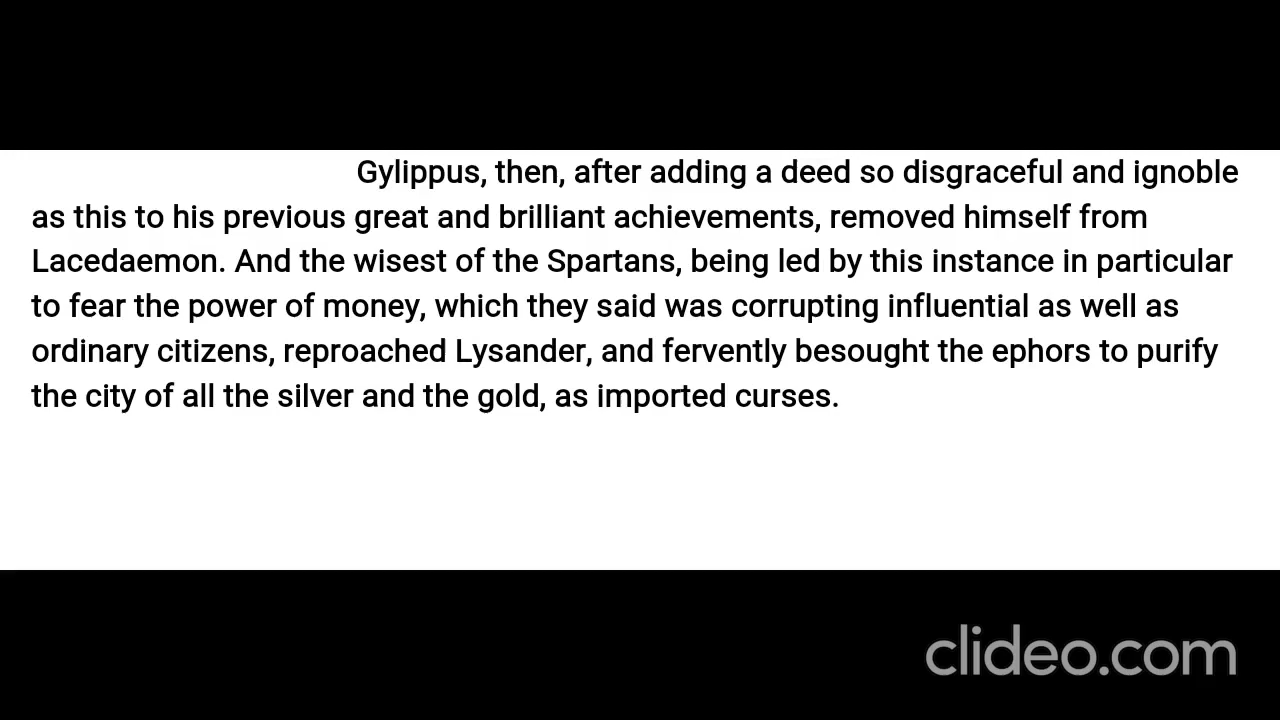 Gylippus, then, after adding a deed so disgraceful and ignoble
as this to his previous great and brilliant achievements, removed himself from
Lacedaemon. And the wisest of the Spartans, being led by this instance in particular
to fear the power of money, which they said was corrupting influential as well as
ordinary citizens, reproached Lysander, and fervently besought the ephors to purify
the city of all the silver and the gold, as imported curses.
clideo.com